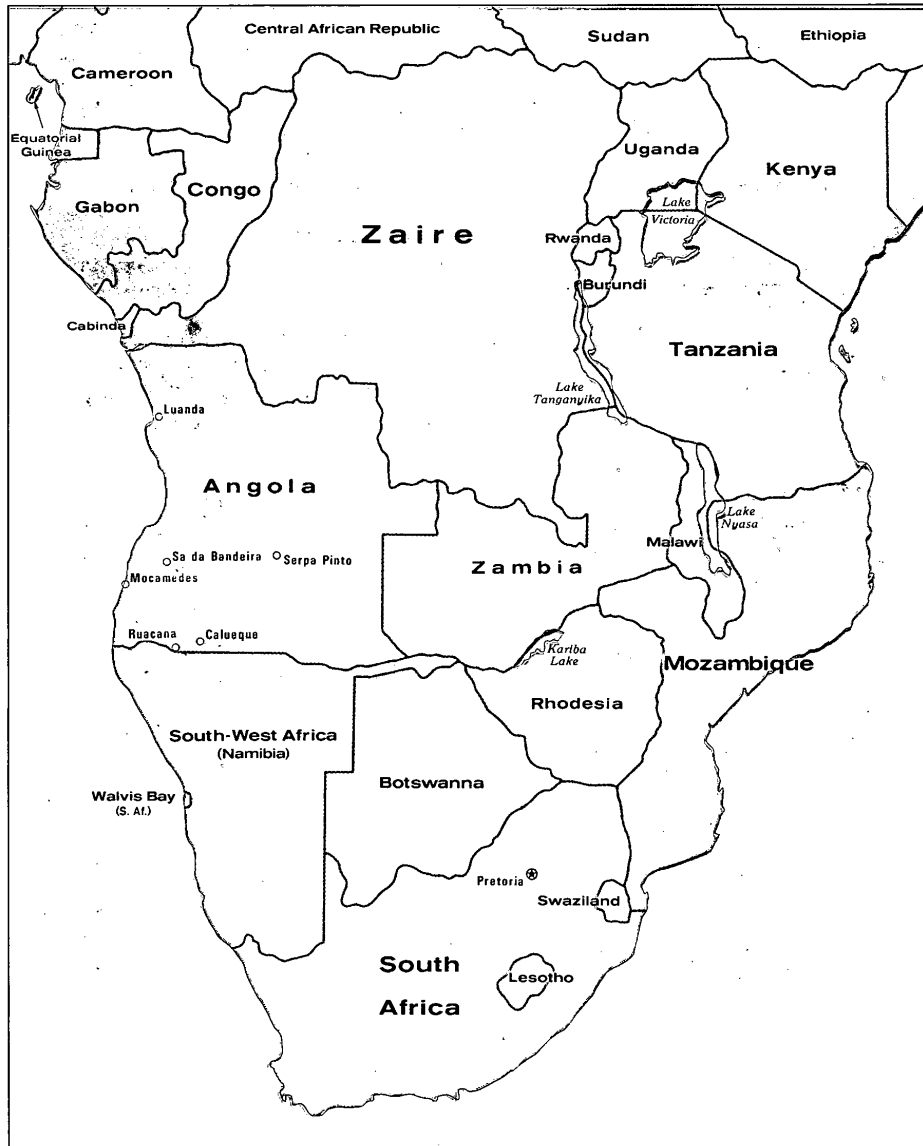 Central African Republic
Sudan
Ethiopia
Cameroon
Equatorial
Guinea
Uganda
Kenya
Congo
Gabon
Lake
Victoria
Zaire
Rwanda
Burundi
Cabinda
Tanzania
Lake
Tanganyika
Luanda
Angola
Lake
Nyasa
Malawi
Sa da Bandeira
Serpa Pinto
Zambia
Mocamedes
Ruacana
Calueque
Kariba
Lake
Mozambique
Rhodesia
South-West Africa
(Namibia)
Botswanna
Walvis Bay
(S. Af.)
Pretoria
Swaziland
South
Africa
Lesotho